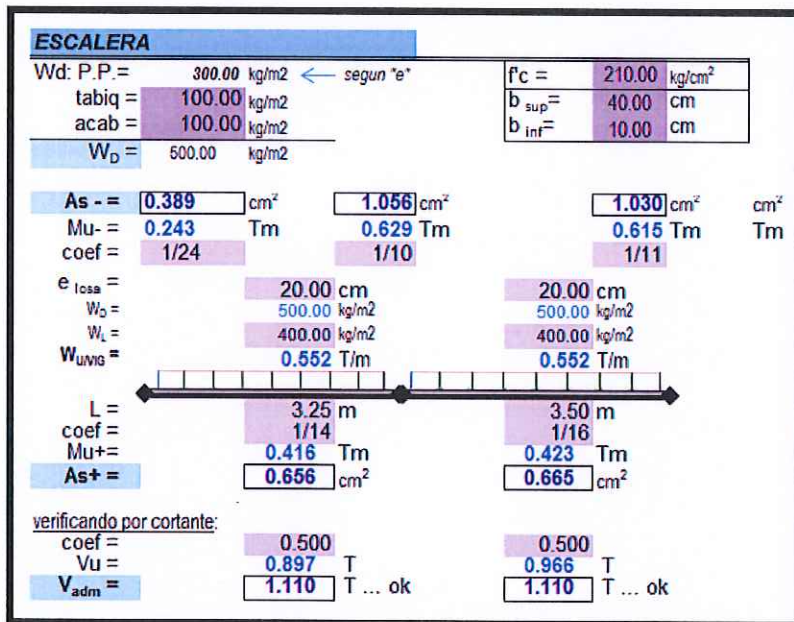 ESCALERA
Wd: P.P.= 300.00 kg/m2 segun "e"
f'c = 210.00 kg/cm²
tabiq = 100.00 kg/m2
b sup= 40.00 cm
acab = 100.00 kg/m2
b inf= 10.00 cm
W_D = 500.00 kg/m2
As - = 0.389 cm² 1.056 cm² 1.030 cm² cm²
Mu- = 0.243 Tm 0.629 Tm 0.615 Tm Tm
coef = 1/24 1/10 1/11
e losa = 20.00 cm 20.00 cm
W_D = 500.00 kg/m2 500.00 kg/m2
W_L = 400.00 kg/m2 400.00 kg/m2
W_U/VIG = 0.552 T/m 0.552 T/m
L = 3.25 m 3.50 m
coef = 1/14 1/16
Mu+= 0.416 Tm 0.423 Tm
As+ = 0.656 cm² 0.665 cm²
verificando por cortante:
coef = 0.500 0.500
Vu = 0.897 T 0.966 T
V_adm = 1.110 T ... ok 1.110 T ... ok